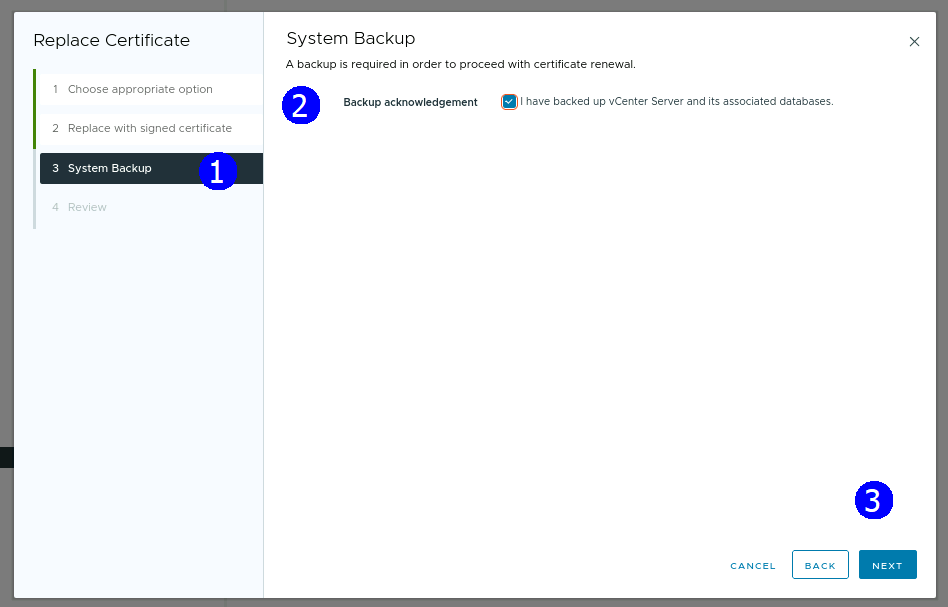 Replace Certificate
1 Choose appropriate option
2 Replace with signed certificate
3 System Backup
1
4 Review
System Backup
A backup is required in order to proceed with certificate renewal.
2
Backup acknowledgement I have backed up vCenter Server and its associated databases.
3
CANCEL BACK NEXT